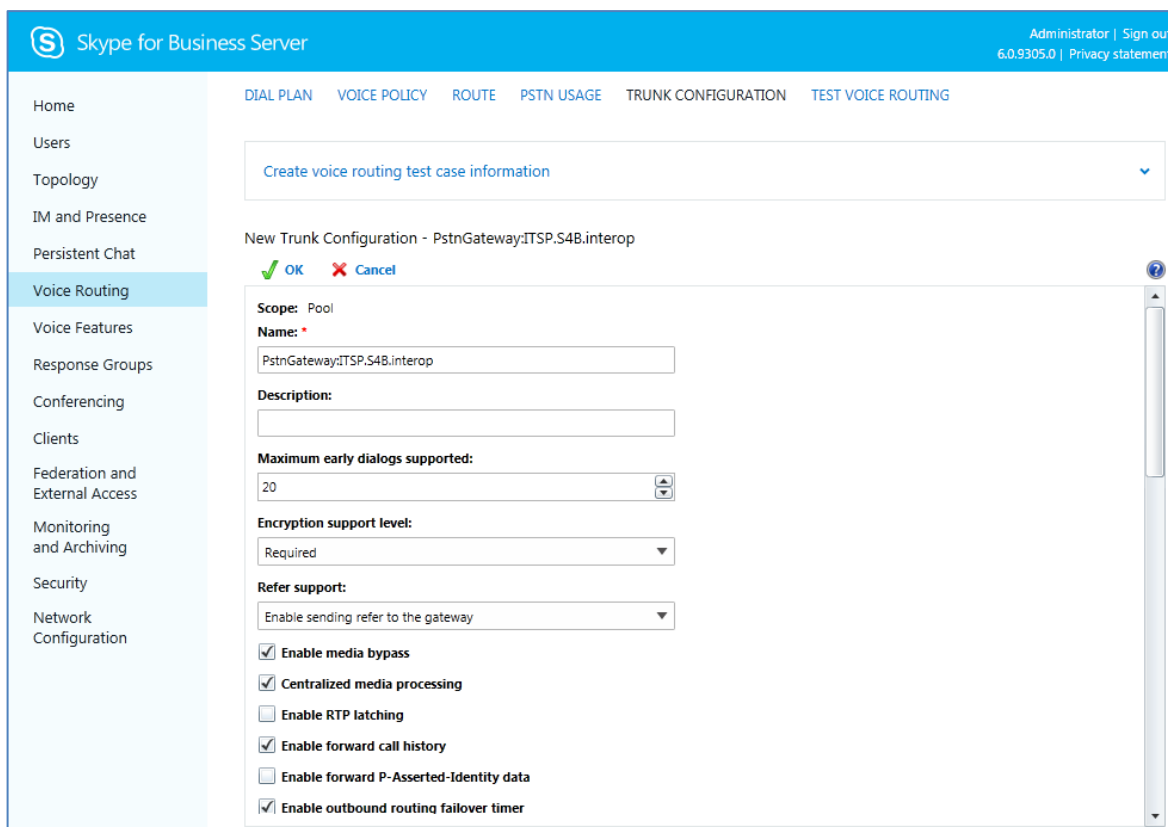 S Skype for Business Server
Administrator | Sign out
6.0.9305.0 | Privacy statement
Home
Users
Topology
IM and Presence
Persistent Chat
Voice Routing
Voice Features
Response Groups
Conferencing
Clients
Federation and
External Access
Monitoring
and Archiving
Security
Network
Configuration
DIAL PLAN VOICE POLICY ROUTE PSTN USAGE TRUNK CONFIGURATION TEST VOICE ROUTING
Create voice routing test case information
New Trunk Configuration - PstnGateway:ITSP.S4B.interop
OK Cancel ?
Scope: Pool
Name: *
PstnGateway:ITSP.S4B.interop
Description:
Maximum early dialogs supported:
20
Encryption support level:
Required
Refer support:
Enable sending refer to the gateway
Enable media bypass
Centralized media processing
Enable RTP latching
Enable forward call history
Enable forward P-Asserted-Identity data
Enable outbound routing failover timer